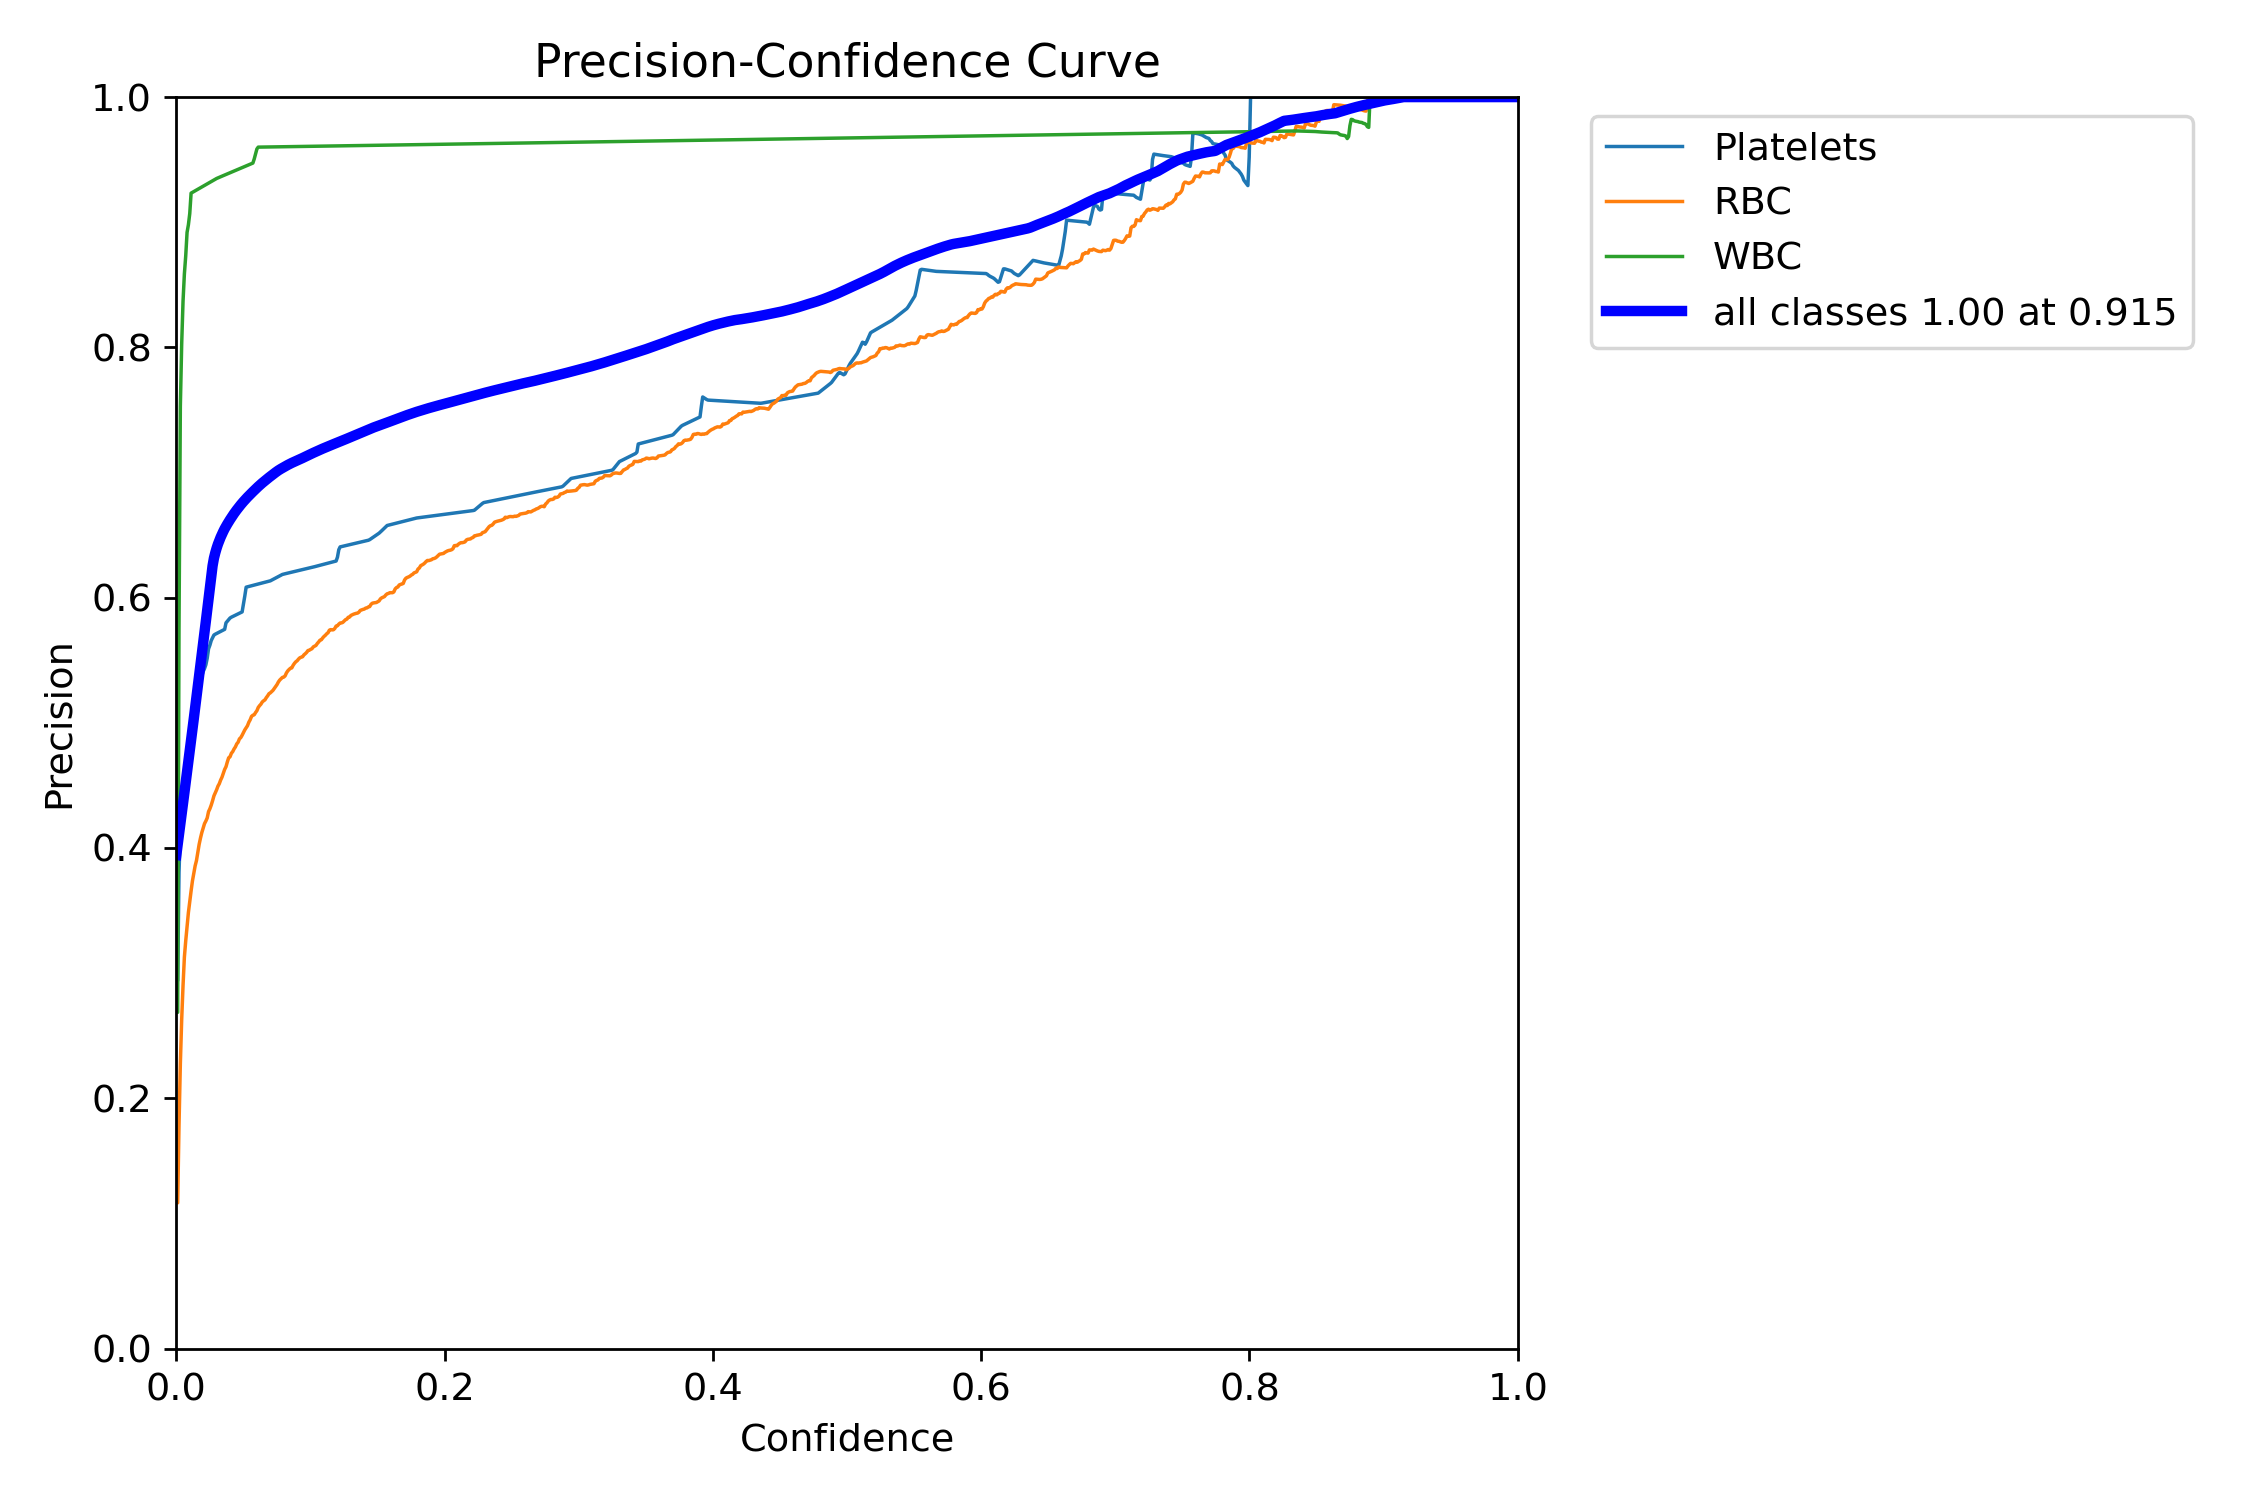 Precision-Confidence Curve
1.0
0.8
0.6
0.4
0.2
0.0
Precision
0.0 0.2 0.4 0.6 0.8 1.0
Confidence
Platelets
RBC
WBC
all classes 1.00 at 0.915